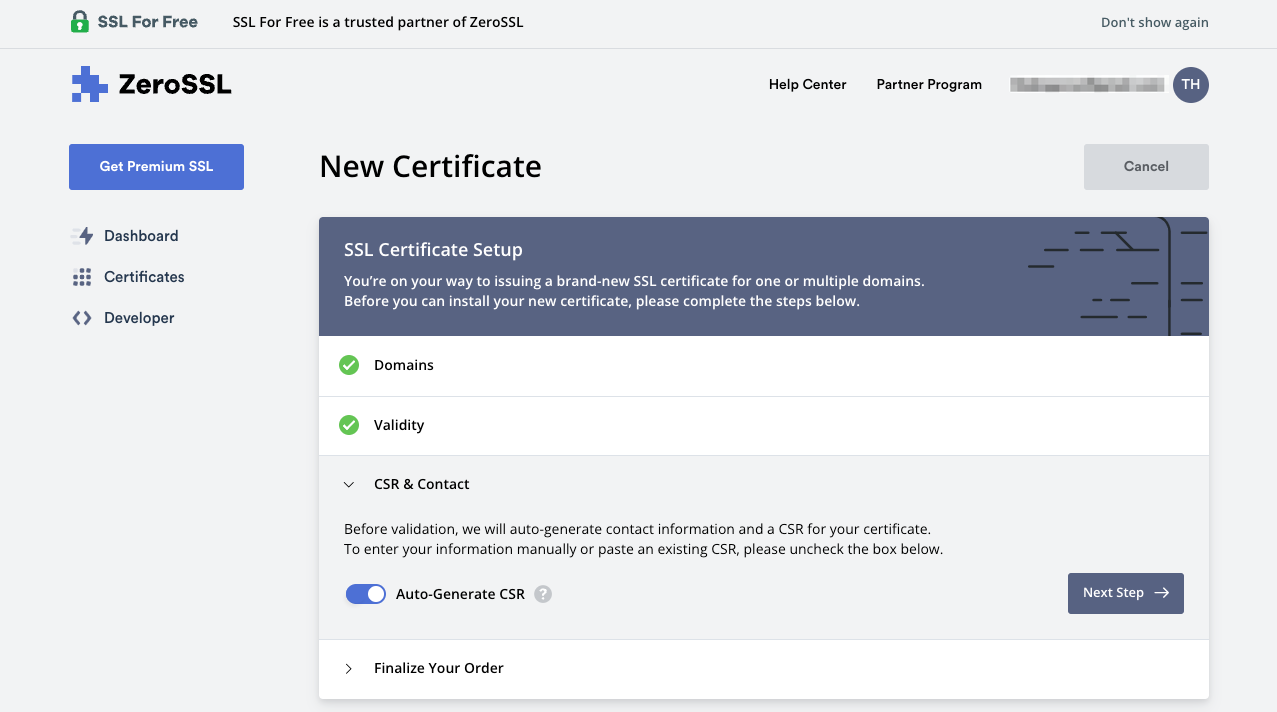 SSL For Free
SSL For Free is a trusted partner of ZeroSSL
Don't show again
ZeroSSL
Help Center
Partner Program
TH
Get Premium SSL
New Certificate
Cancel
Dashboard
Certificates
Developer
SSL Certificate Setup
You’re on your way to issuing a brand-new SSL certificate for one or multiple domains.
Before you can install your new certificate, please complete the steps below.
Domains
Validity
CSR & Contact
Before validation, we will auto-generate contact information and a CSR for your certificate.
To enter your information manually or paste an existing CSR, please uncheck the box below.
Auto-Generate CSR ?
Next Step →
Finalize Your Order